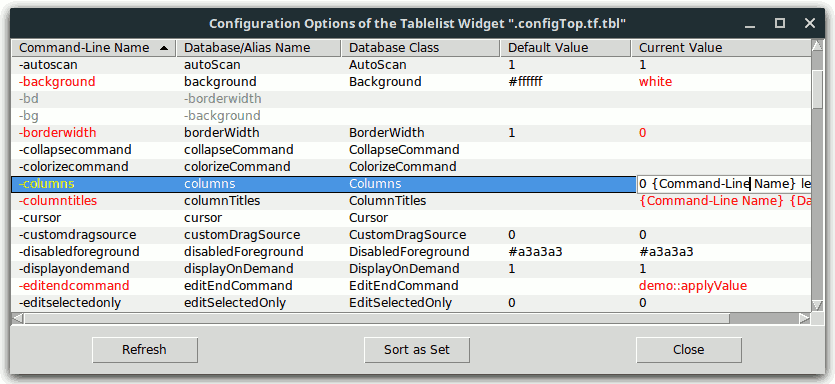 Configuration Options of the Tablelist Widget ".configTop.tf.tbl"
Command-Line Name Database/Alias Name Database Class Default Value Current Value
-autoscan autoScan AutoScan 1 1
-background background Background #ffffff white
-bd -borderwidth
-bg -background
-borderwidth borderWidth BorderWidth 1 0
-collapsecommand collapseCommand CollapseCommand
-colorizecommand colorizeCommand ColorizeCommand
-columns columns Columns 0 {Command-Line Name} le
-columntitles columnTitles ColumnTitles {Command-Line Name} {Da
-cursor cursor Cursor
-customdragsource customDragSource CustomDragSource 0 0
-disabledforeground disabledForeground DisabledForeground #a3a3a3 #a3a3a3
-displayondemand displayOnDemand DisplayOnDemand 1 1
-editendcommand editEndCommand EditEndCommand demo::applyValue
-editselectedonly editSelectedOnly EditSelectedOnly 0 0
Refresh Sort as Set Close